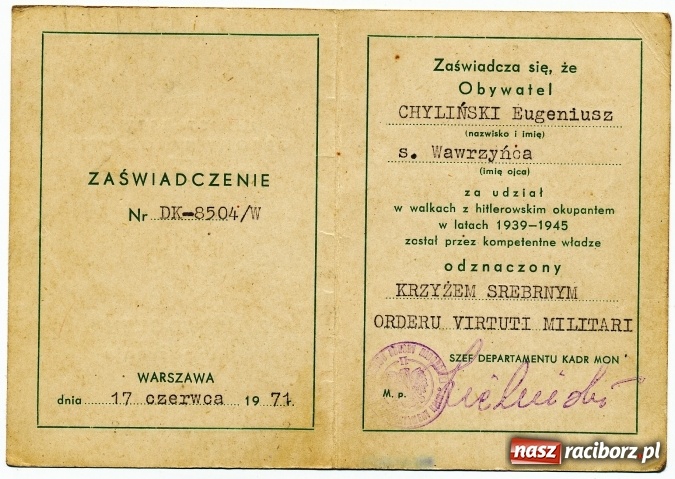 ZAŚWIADCZENIE
Nr DK-8504/W
WARSZAWA
dnia 17 czerwca 1971.
Zaświadcza się, że
Obywatel
CHYLIŃSKI Eugeniusz
(nazwisko i imię)
s. Wawrzyńca
(imię ojca)
za udział
w walkach z hitlerowskim okupantem
w latach 1939-1945
został przez kompetentne władze
odznaczony
KRZYŻEM SREBRNYM
ORDERU VIRTUTI MILITARI
SZEF DEPARTAMENTU KADR MON
M. p.
nasz raciborz.pl